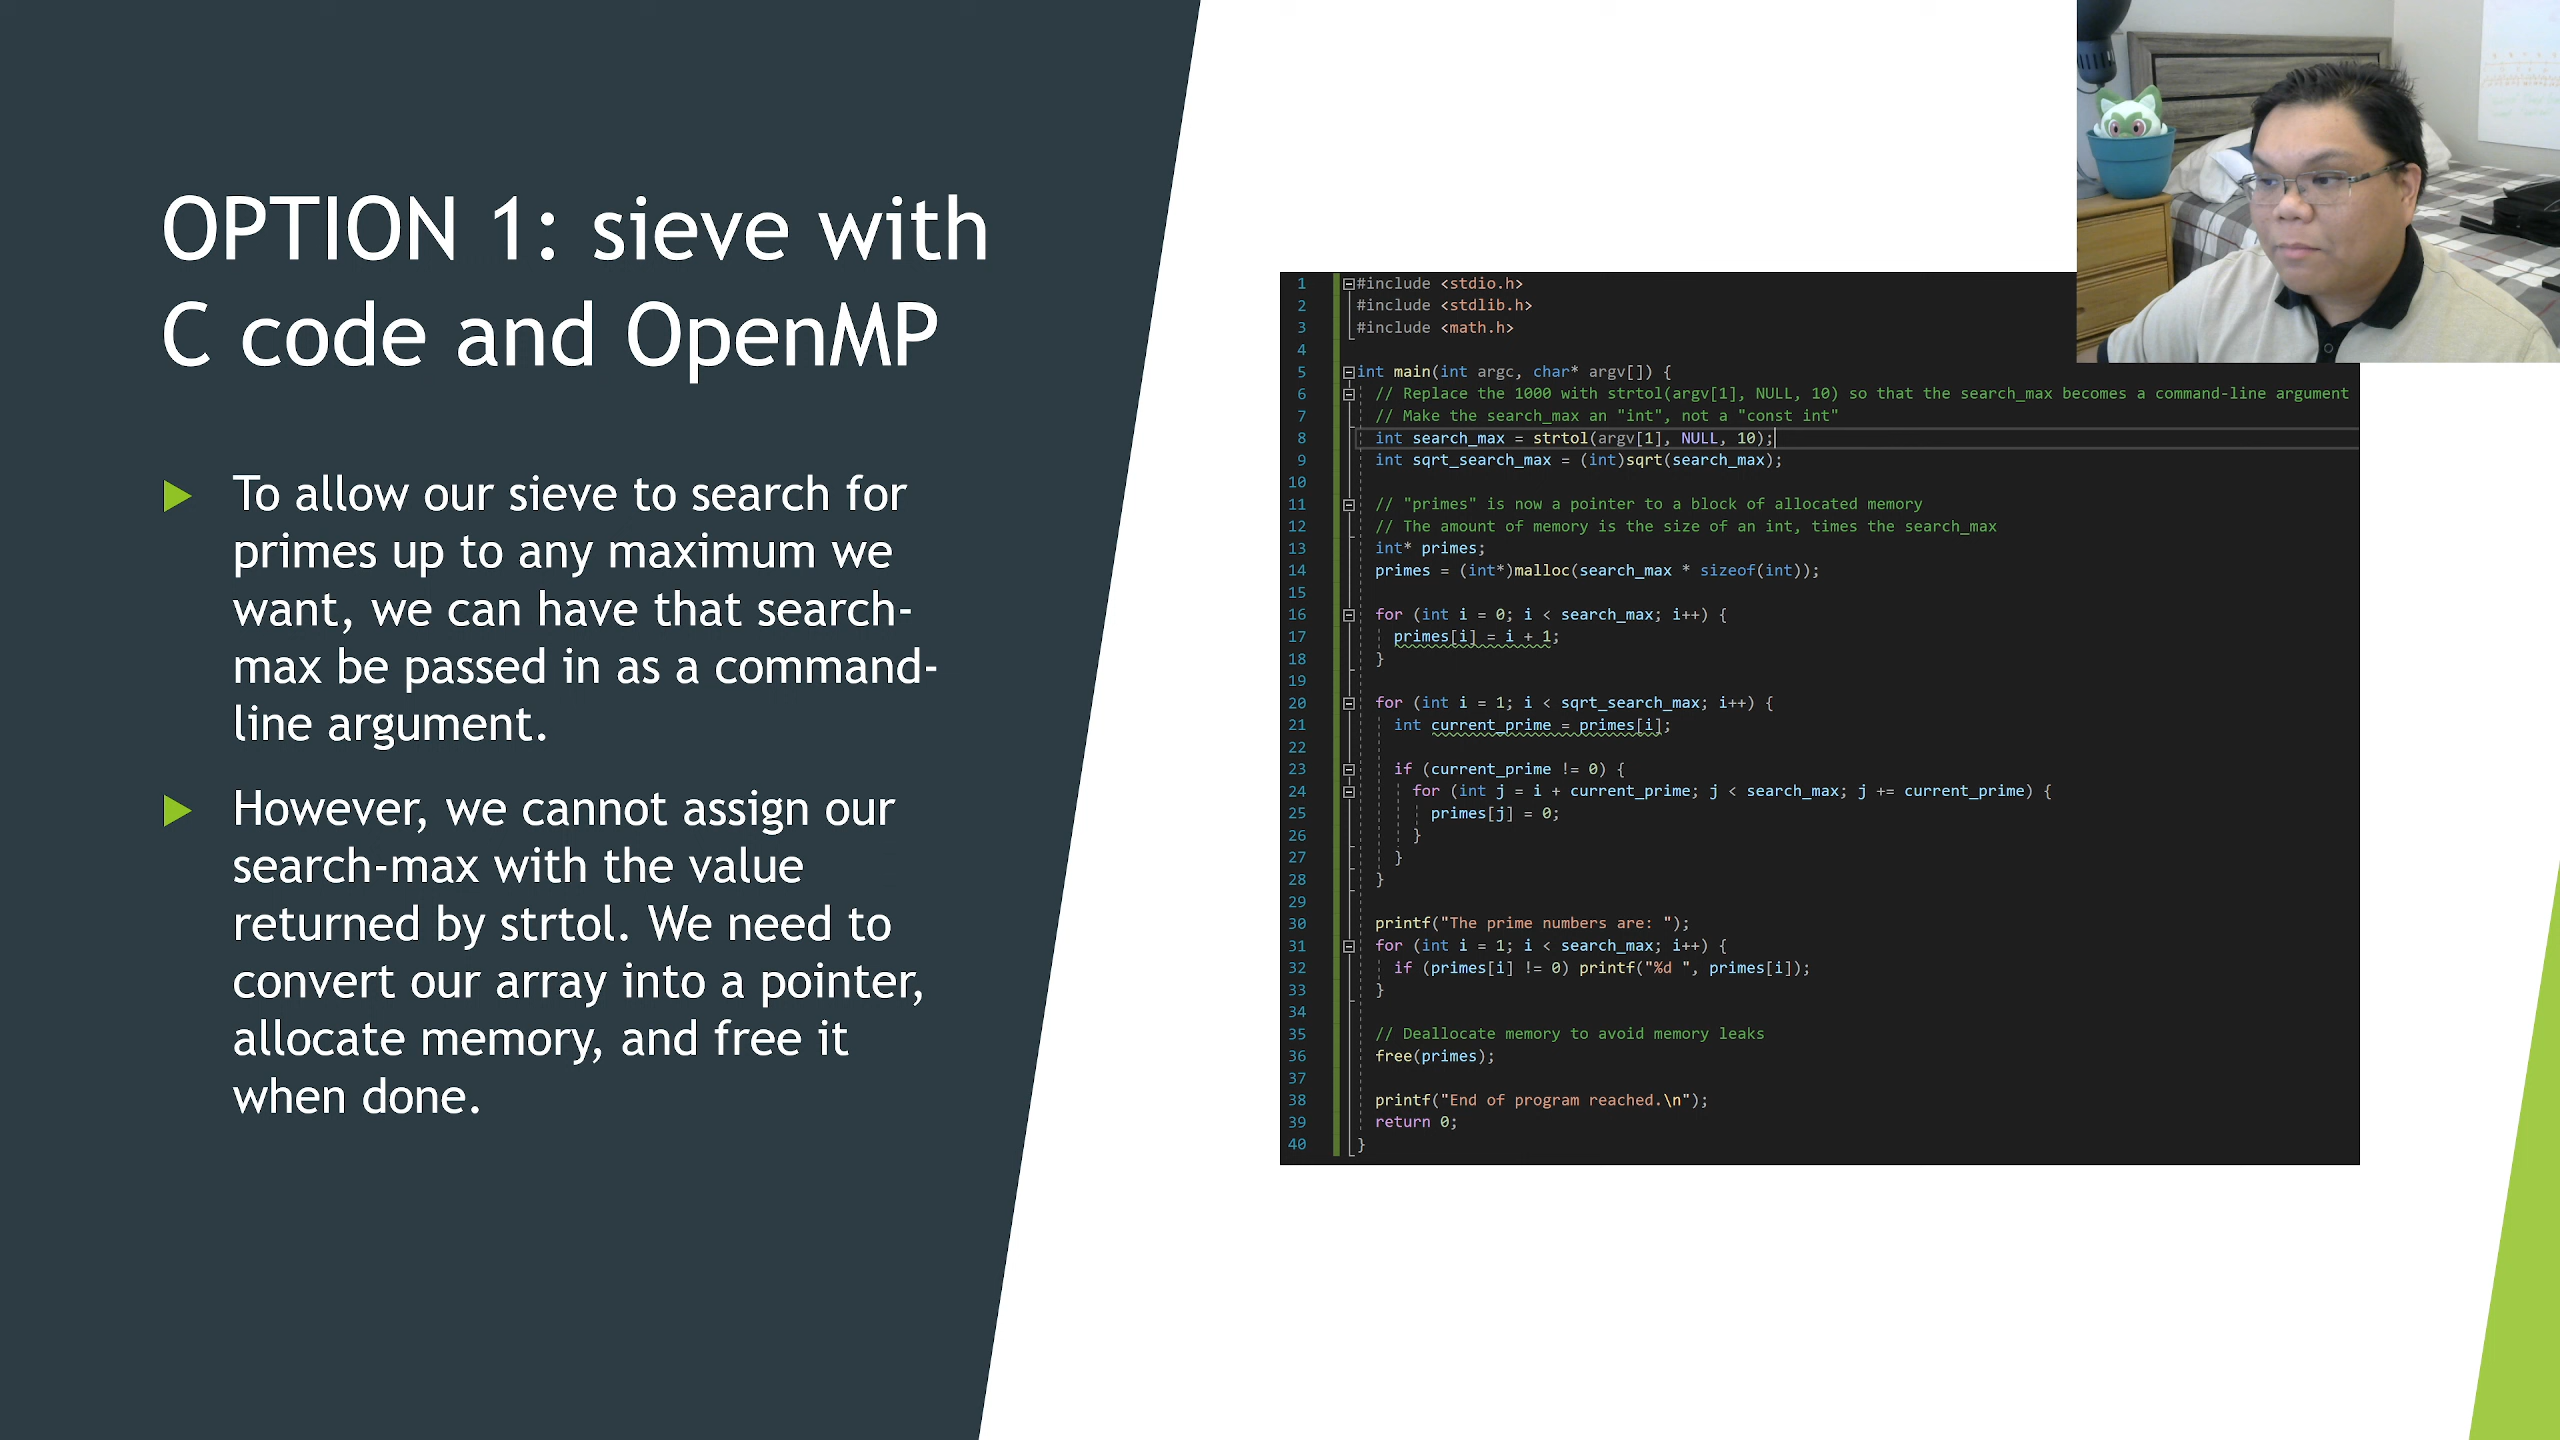 OPTION 1: sieve with
C code and OpenMP
To allow our sieve to search for
primes up to any maximum we
want, we can have that search-
max be passed in as a command-
line argument.
However, we cannot assign our
search-max with the value
returned by strtol. We need to
convert our array into a pointer,
allocate memory, and free it
when done.
1 #include <stdio.h>
2 #include <stdlib.h>
3 #include <math.h>
4
5 int main(int argc, char* argv[]) {
6 // Replace the 1000 with strtol(argv[1], NULL, 10) so that the search_max becomes a command-line argument
7 // Make the search_max an "int", not a "const int"
8 int search_max = strtol(argv[1], NULL, 10);
9 int sqrt_search_max = (int)sqrt(search_max);
10
11 // "primes" is now a pointer to a block of allocated memory
12 // The amount of memory is the size of an int, times the search_max
13 int* primes;
14 primes = (int*)malloc(search_max * sizeof(int));
15
16 for (int i = 0; i < search_max; i++) {
17 primes[i] = i + 1;
18 }
19
20 for (int i = 1; i < sqrt_search_max; i++) {
21 int current_prime = primes[i];
22
23 if (current_prime != 0) {
24 for (int j = i + current_prime; j < search_max; j += current_prime) {
25 primes[j] = 0;
26 }
27 }
28 }
29
30 printf("The prime numbers are: ");
31 for (int i = 1; i < search_max; i++) {
32 if (primes[i] != 0) printf("%d ", primes[i]);
33 }
34
35 // Deallocate memory to avoid memory leaks
36 free(primes);
37
38 printf("End of program reached.\n");
39 return 0;
40 }